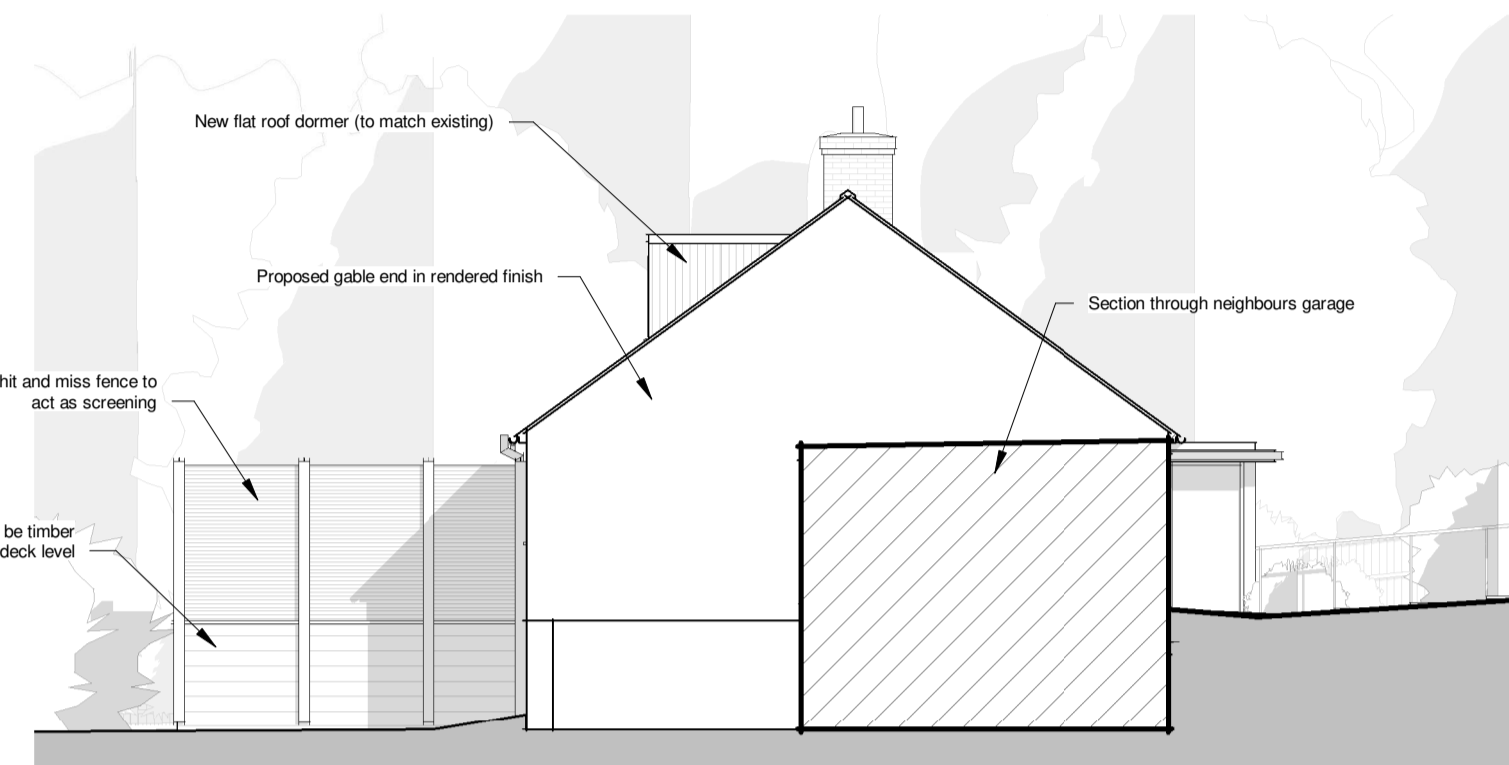 New flat roof dormer (to match existing)
Proposed gable end in rendered finish
Section through neighbours garage
hit and miss fence to
act as screening
be timber
deck level